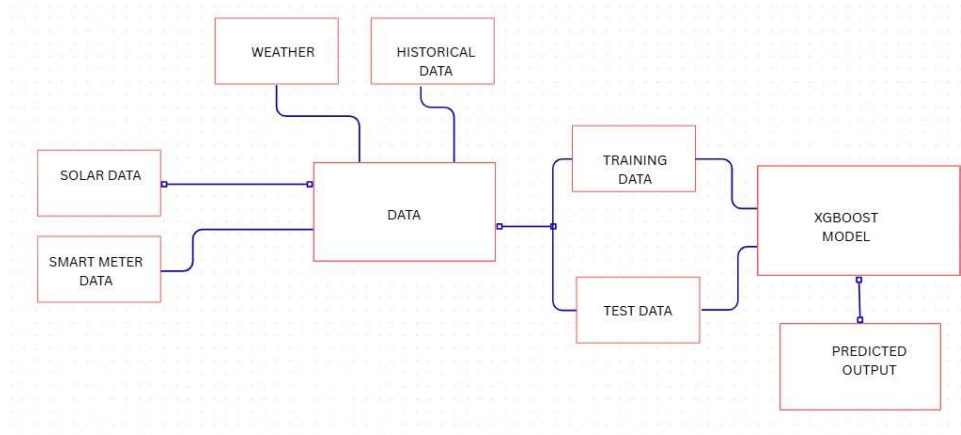 WEATHER
HISTORICAL
DATA
SOLAR DATA
SMART METER
DATA
DATA
TRAINING
DATA
TEST DATA
XGBOOST
MODEL
PREDICTED
OUTPUT